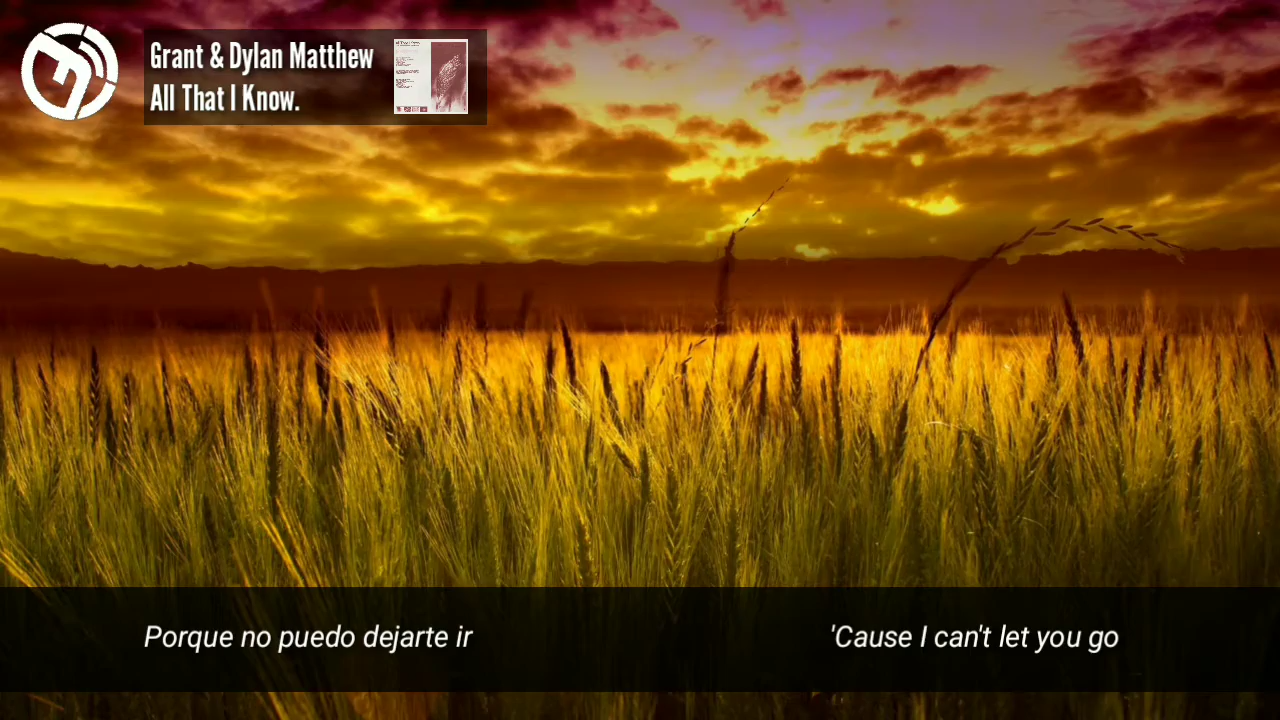 Grant & Dylan Matthew
All That I Know.
Porque no puedo dejarte ir
'Cause I can't let you go